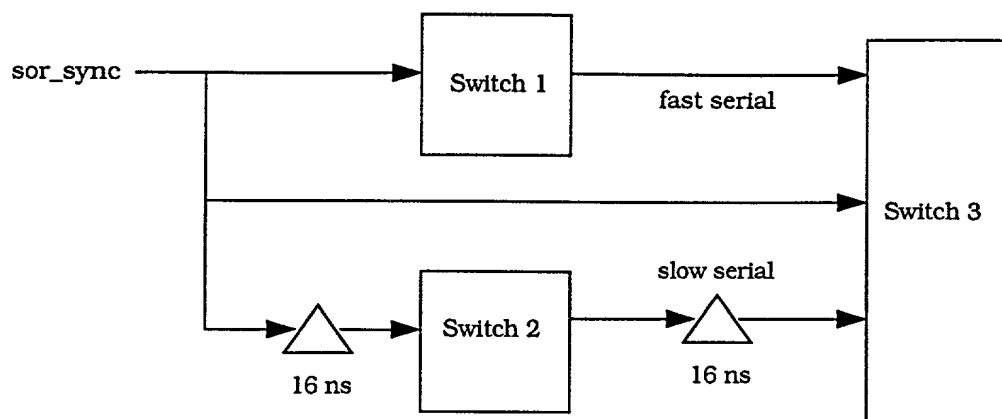 sor_sync
Switch 1
fast serial
Switch 3
slow serial
Switch 2
16 ns
16 ns